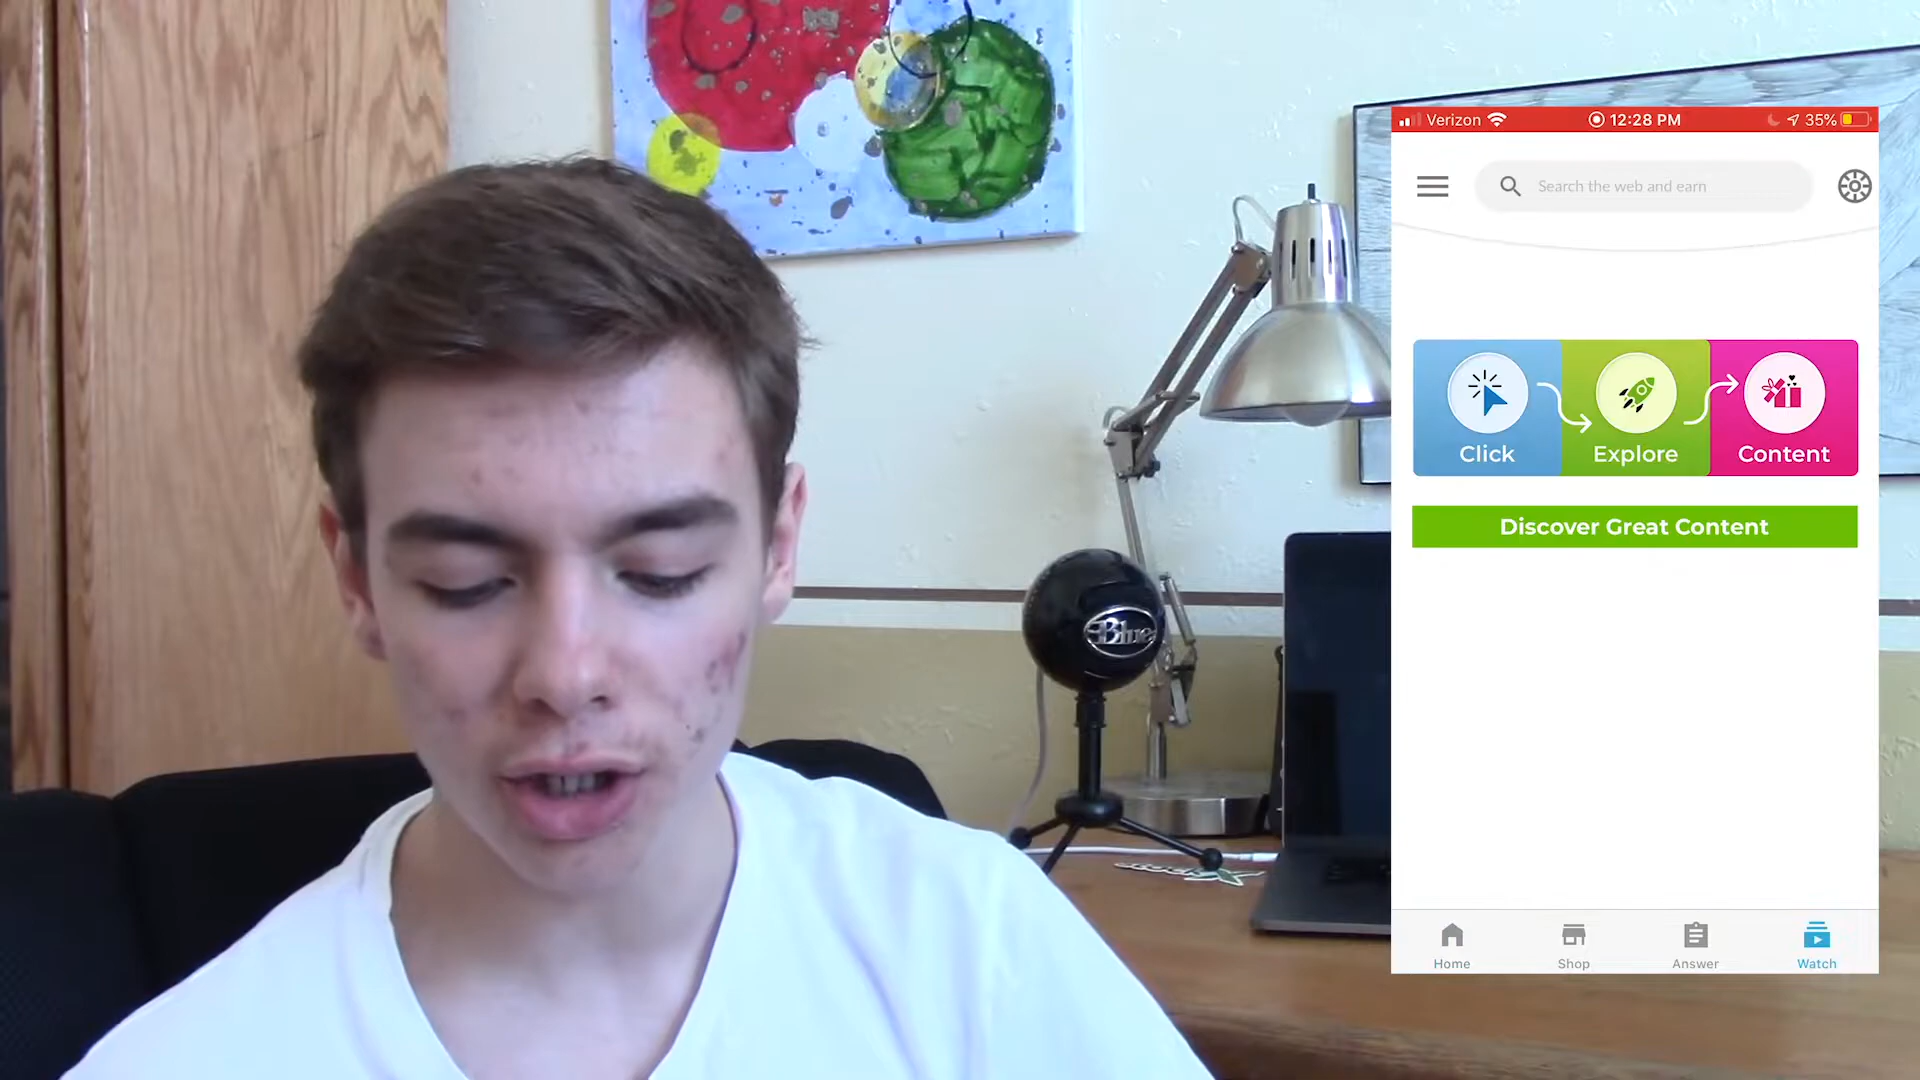 Verizon 12:28 PM 35%
Search the web and earn
Click Explore Content
Discover Great Content
Home Shop Answer Watch
Blue